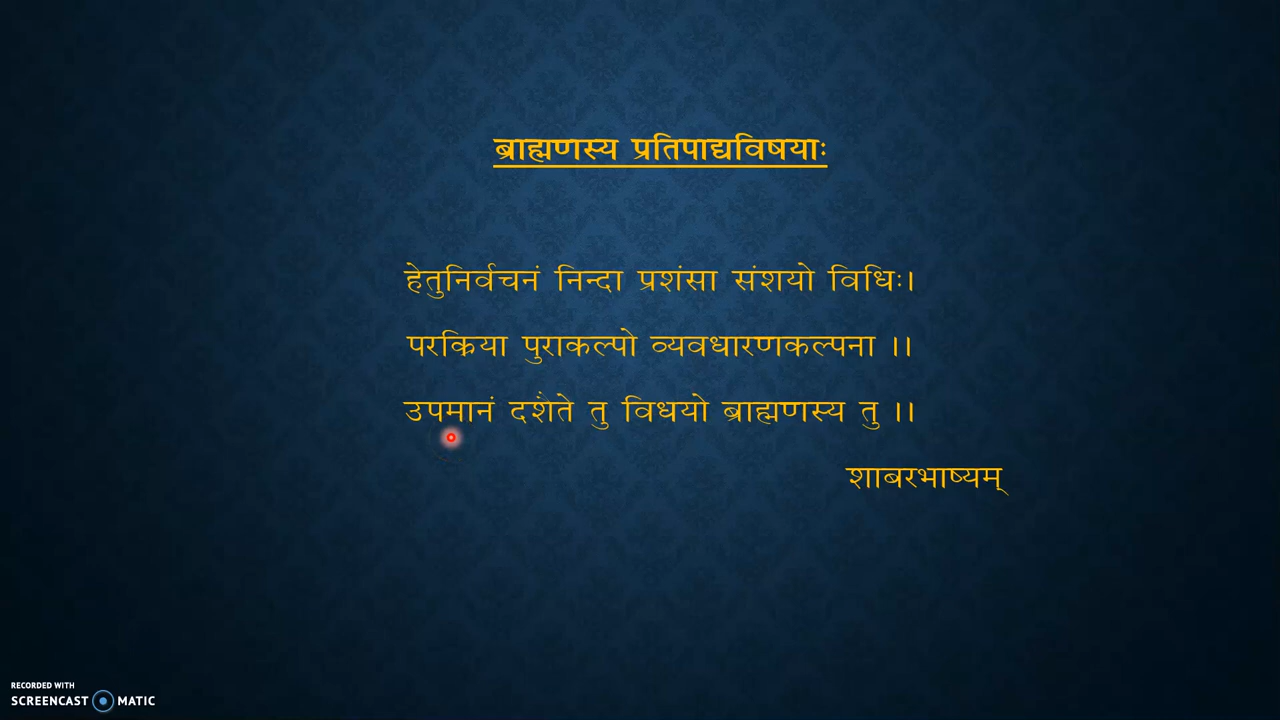 ब्राह्मणस्य प्रतिपाद्यविषयाः
हेतुनिर्वचनं निन्दा प्रशंसा संशयो विधिः।
परकिया पुराकल्पो व्यवधारणकल्पना ।।
उपमानं दशैते तु विधयो ब्राह्मणस्य तु ।।
शाबरभाष्यम्
RECORDED WITH
SCREENCAST MATIC